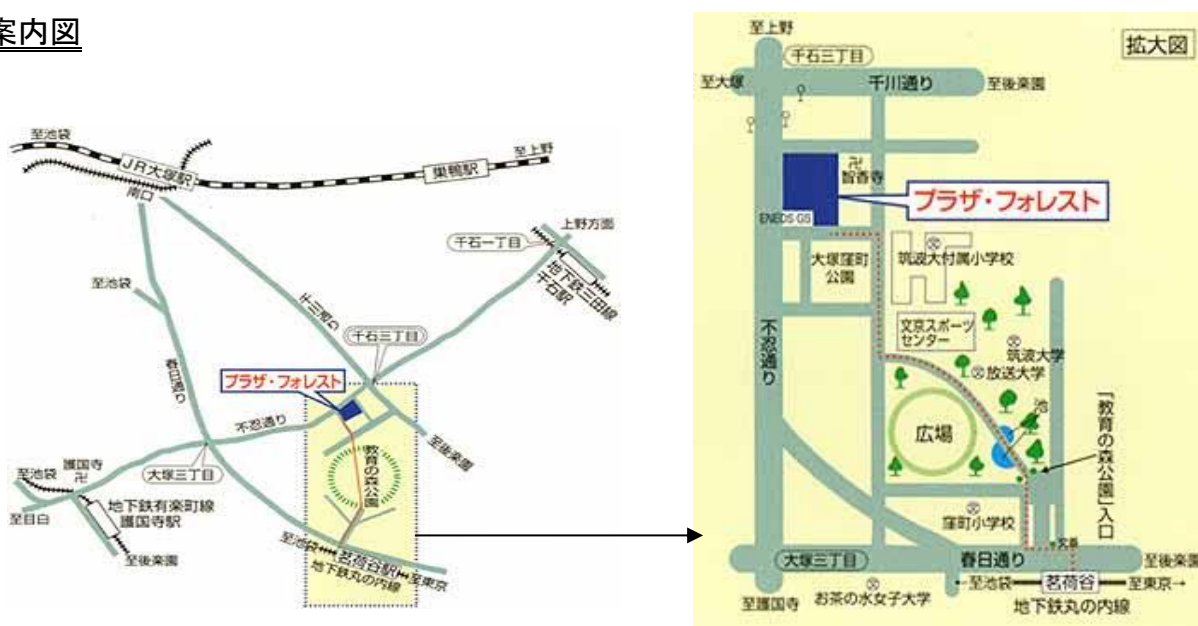 案内図
至池袋
JR大塚駅
南口
巣鴨駅
至上野
上野方面
千石一丁目
地下鉄三田線
千石駅
至池袋
千川通り
千石三丁目
春日通り
プラザ・フォレスト
不忍通り
至後楽園
大塚三丁目
教育の森公園
至池袋
護国寺
卍
地下鉄有楽町線
護国寺駅
至目白
至後楽園
至池袋
茗荷谷駅
至東京
地下鉄丸の内線
拡大図
至上野
千石三丁目
至大塚
千川通り
至後楽園
卍
智香寺
プラザ・フォレスト
ENEOS GS
大塚窪町
公園
文
筑波大付属小学校
文京スポーツ
センター
文
筑波大学
文放送大学
不忍通り
池
広場
「教育の森公園」入口
文
窪町小学校
交番
大塚三丁目
春日通り
至後楽園
←至池袋
茗荷谷
至東京→
地下鉄丸の内線
文
お茶の水女子大学
至護国寺